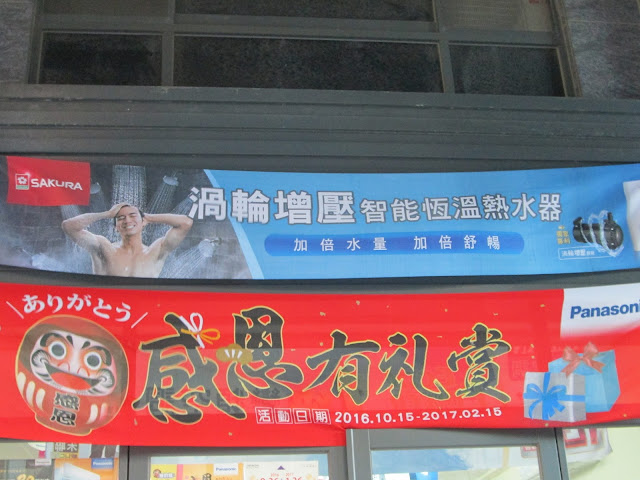 SAKURA
渦輪增壓智能恆溫熱水器
加倍水量 加倍舒暢
ありがとう
Panasoni
感恩有礼賞
感恩
活動日期 2016.10.15-2017.02.15
Panasonic